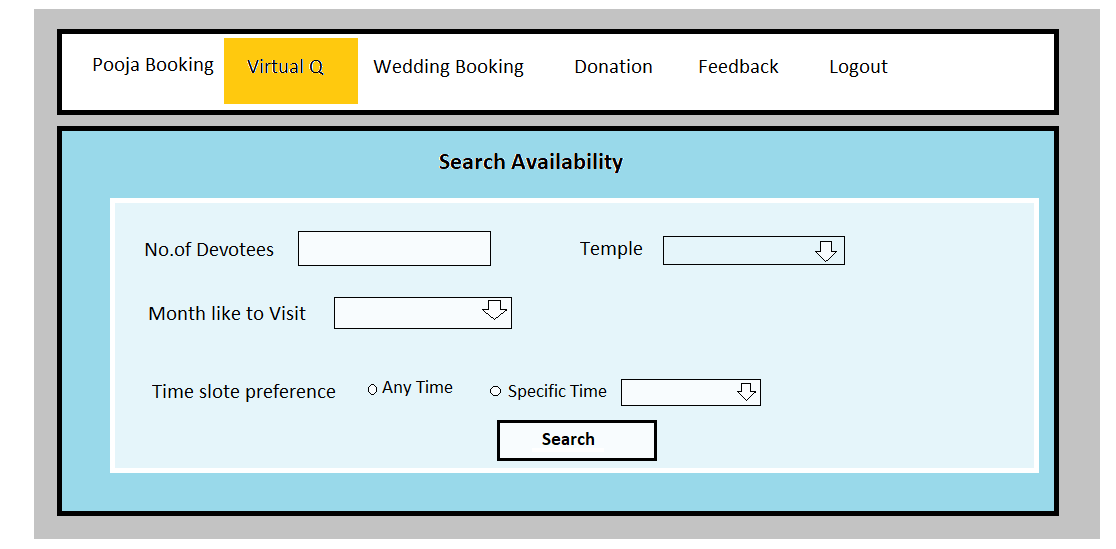 Pooja Booking Virtual Q Wedding Booking Donation Feedback Logout
Search Availability
No.of Devotees Temple
Month like to Visit
Time slote preference Any Time Specific Time
Search